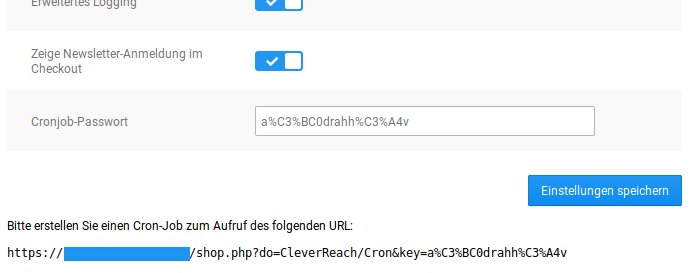 Erweitertes Logging
Zeige Newsletter-Anmeldung im
Checkout
Cronjob-Passwort
a%C3%BC0drahh%C3%A4v
Einstellungen speichern
Bitte erstellen Sie einen Cron-Job zum Aufruf des folgenden URL:
https:// /shop.php?do=CleverReach/Cron&key=a%C3%BC0drahh%C3%A4v